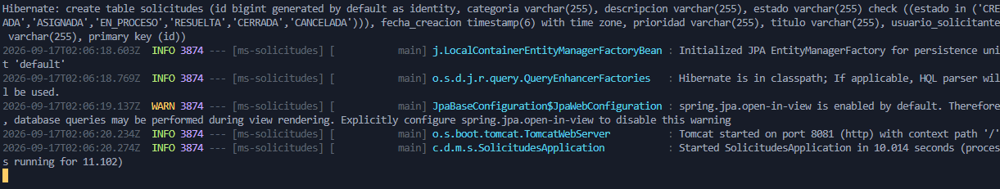 Hibernate: create table solicitudes (id bigint generated by default as identity, categoria varchar(255), descripcion varchar(255), estado varchar(255) check ((estado in ('CRE
ADA','ASIGNADA','EN_PROCESO','RESUELTA','CERRADA','CANCELADA'))), fecha_creacion timestamp(6) with time zone, prioridad varchar(255), titulo varchar(255), usuario_solicitante
 varchar(255), primary key (id))
2026-09-17T02:06:18.603Z  INFO 3874 --- [ms-solicitudes] [           main] j.LocalContainerEntityManagerFactoryBean : Initialized JPA EntityManagerFactory for persistence uni
t 'default'
2026-09-17T02:06:18.769Z  INFO 3874 --- [ms-solicitudes] [           main] o.s.d.j.r.query.QueryEnhancerFactories   : Hibernate is in classpath; If applicable, HQL parser wil
l be used.
2026-09-17T02:06:19.137Z  WARN 3874 --- [ms-solicitudes] [           main] JpaBaseConfiguration$JpaWebConfiguration : spring.jpa.open-in-view is enabled by default. Therefore
, database queries may be performed during view rendering. Explicitly configure spring.jpa.open-in-view to disable this warning
2026-09-17T02:06:20.234Z  INFO 3874 --- [ms-solicitudes] [           main] o.s.boot.tomcat.TomcatWebServer          : Tomcat started on port 8081 (http) with context path '/'
2026-09-17T02:06:20.274Z  INFO 3874 --- [ms-solicitudes] [           main] c.d.m.s.SolicitudesApplication           : Started SolicitudesApplication in 10.014 seconds (proces
s running for 11.102)